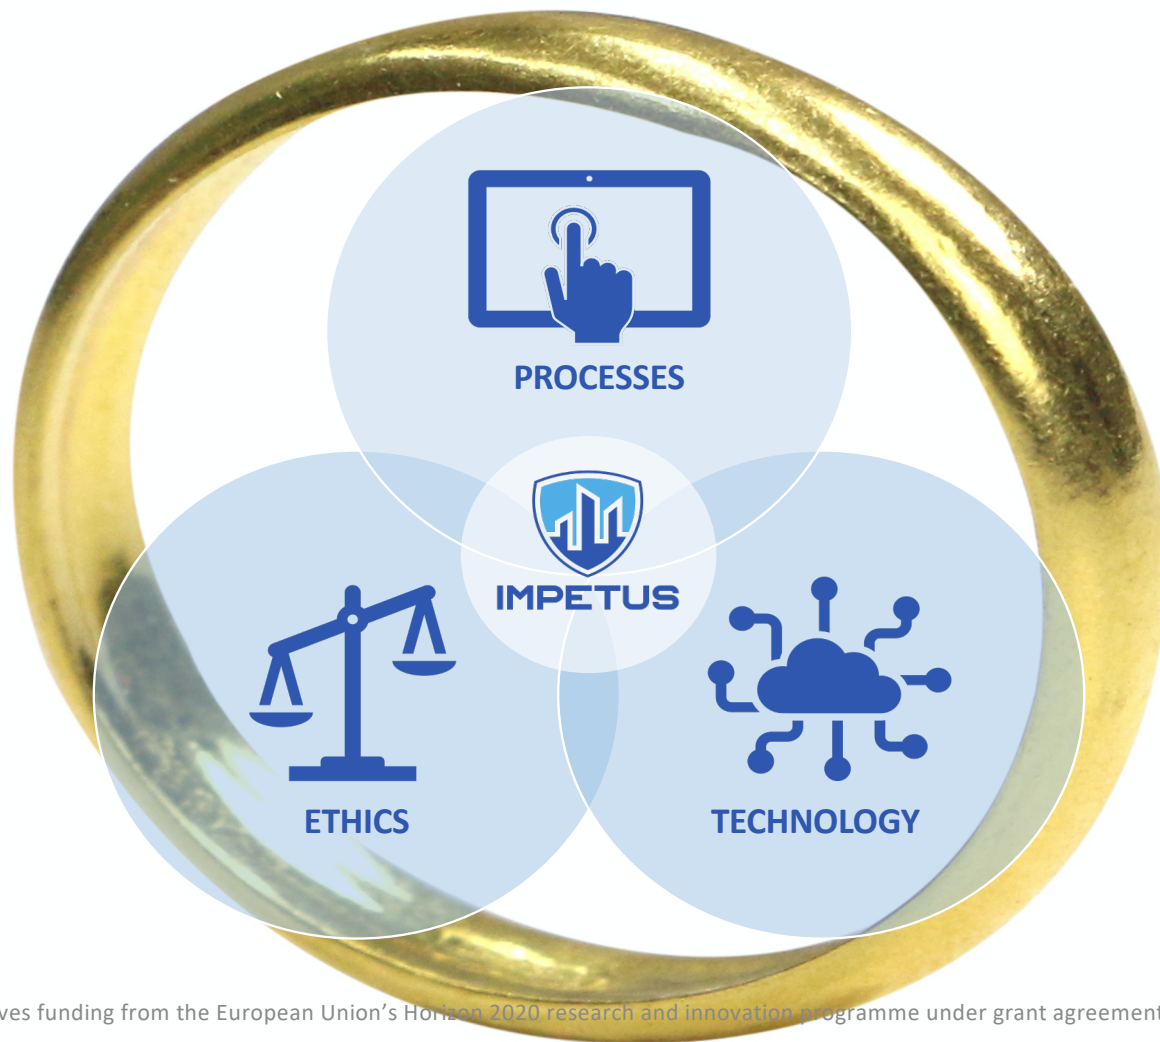 PROCESSES
IMPETUS
ETHICS
TECHNOLOGY
ves funding from the European Union’s Horizon 2020 research and innovation programme under grant agreement